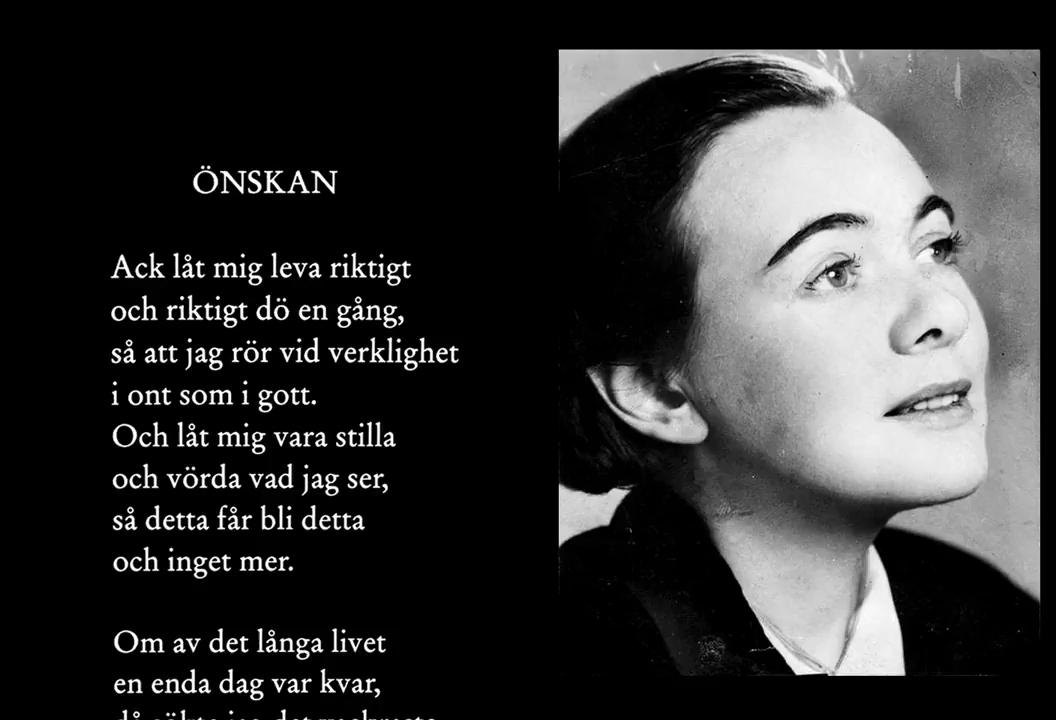 ÖNSKAN
Ack låt mig leva riktigt
och riktigt dö en gång,
så att jag rör vid verklighet
i ont som i gott.
Och låt mig vara stilla
och vörda vad jag ser,
så detta får bli detta
och inget mer.
Om av det långa livet
en enda dag var kvar,